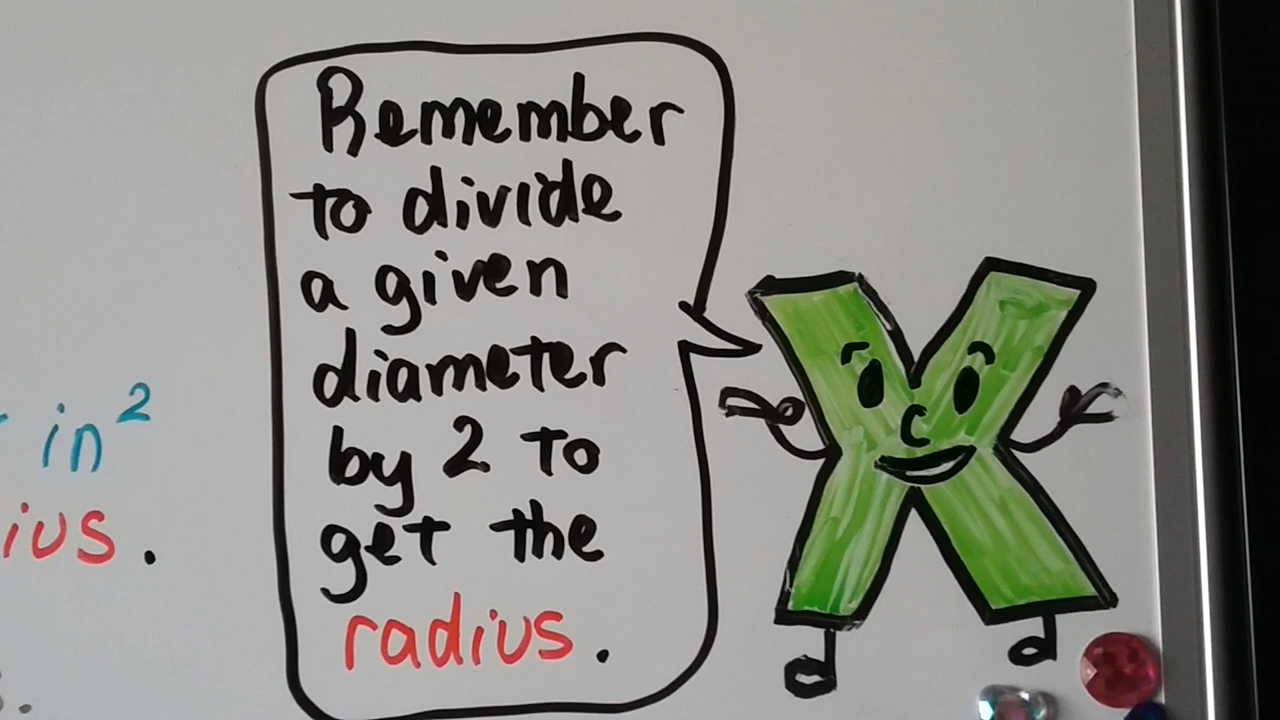 in²
ius.
Remember
to divide
a given
diameter
by 2 to
get the
radius.